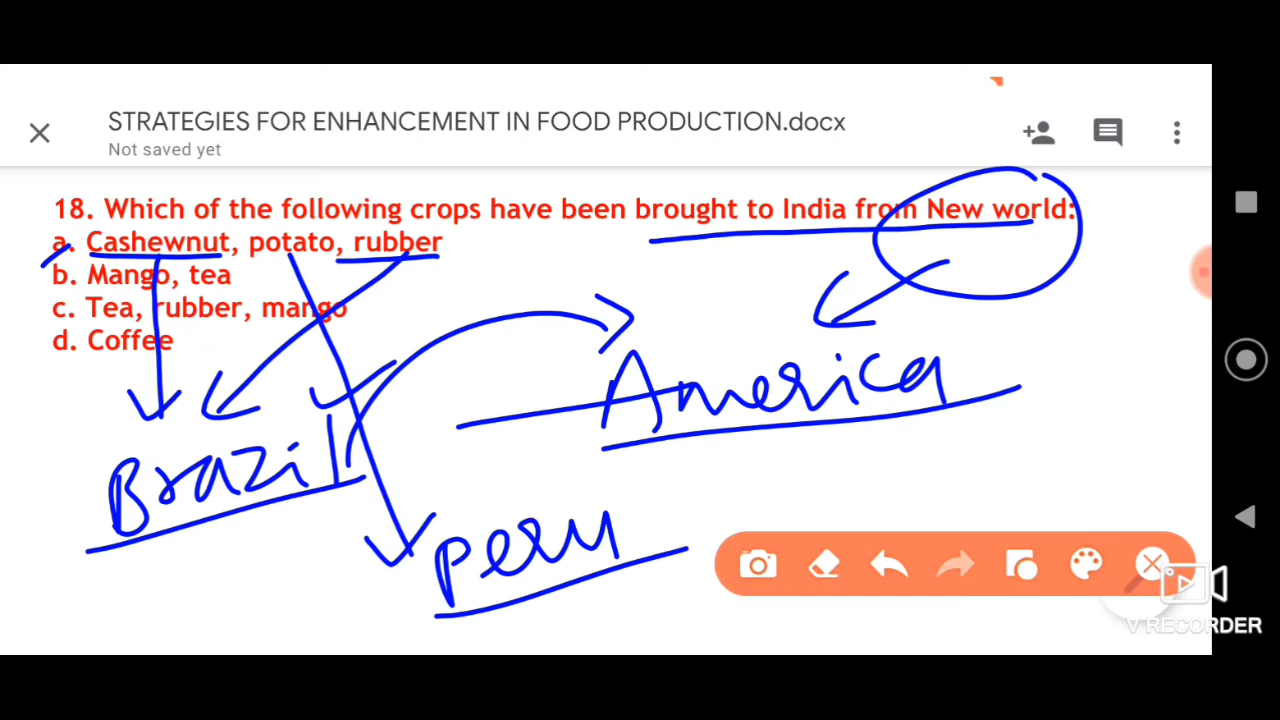 STRATEGIES FOR ENHANCEMENT IN FOOD PRODUCTION.docx
Not saved yet
18. Which of the following crops have been brought to India from New world:
a. Cashewnut, potato, rubber
b. Mango, tea
c. Tea, rubber, mango
d. Coffee
America
Brazil
peru
V RECORDER